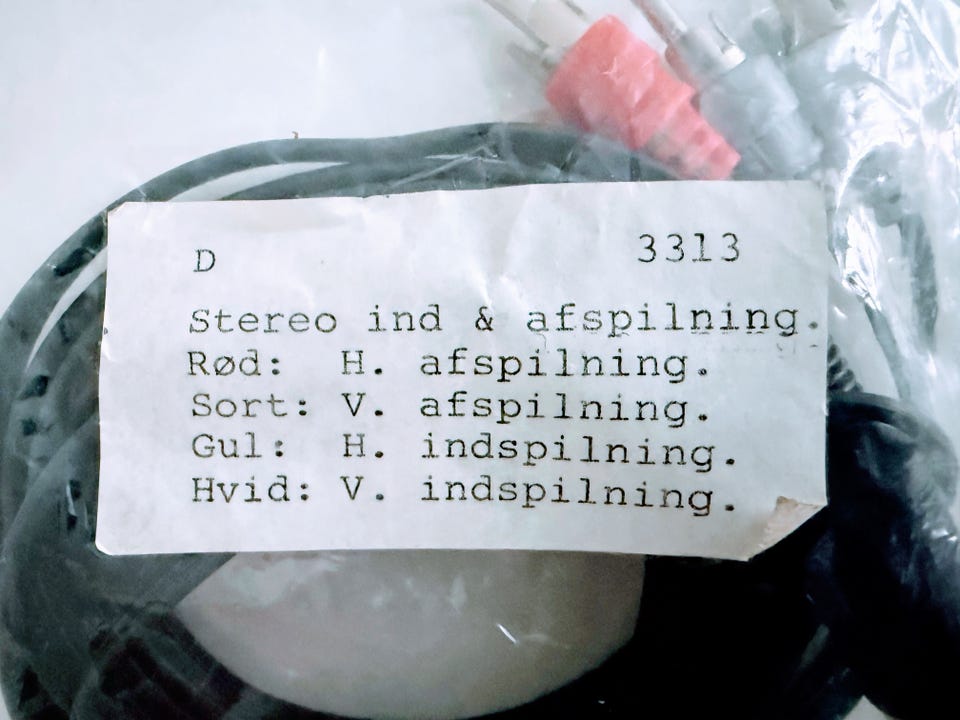 D 3313
Stereo ind & afspilning.
Rød: H. afspilning.
Sort: V. afspilning.
Gul: H. indspilning.
Hvid: V. indspilning.